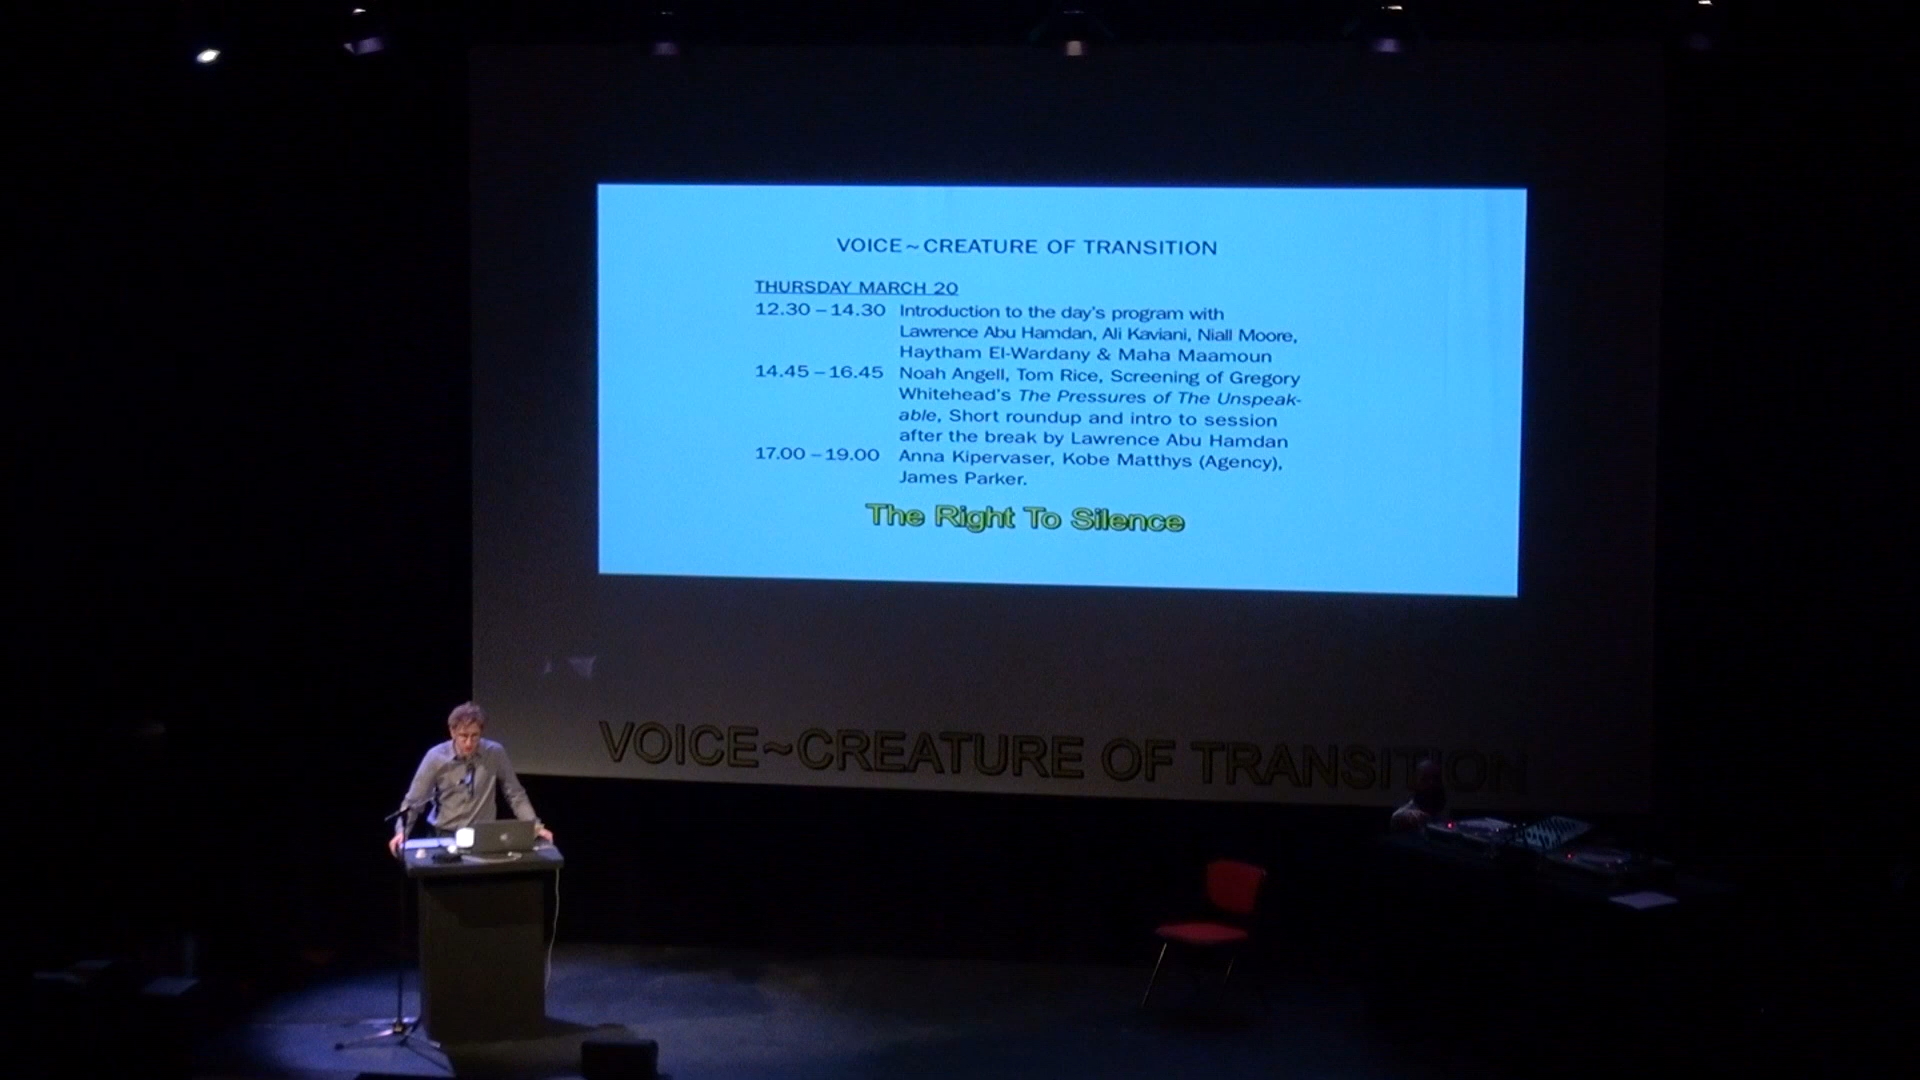 VOICE~CREATURE OF TRANSITION
THURSDAY MARCH 20
12.30 – 14.30 Introduction to the day's program with
Lawrence Abu Hamdan, Ali Kaviani, Niall Moore,
Haytham El-Wardany & Maha Maamoun
14.45 – 16.45 Noah Angell, Tom Rice, Screening of Gregory
Whitehead's The Pressures of The Unspeak-
able, Short roundup and intro to session
after the break by Lawrence Abu Hamdan
17.00 – 19.00 Anna Kipervaser, Kobe Matthys (Agency),
James Parker.
The Right To Silence
VOICE~CREATURE OF TRANSITION